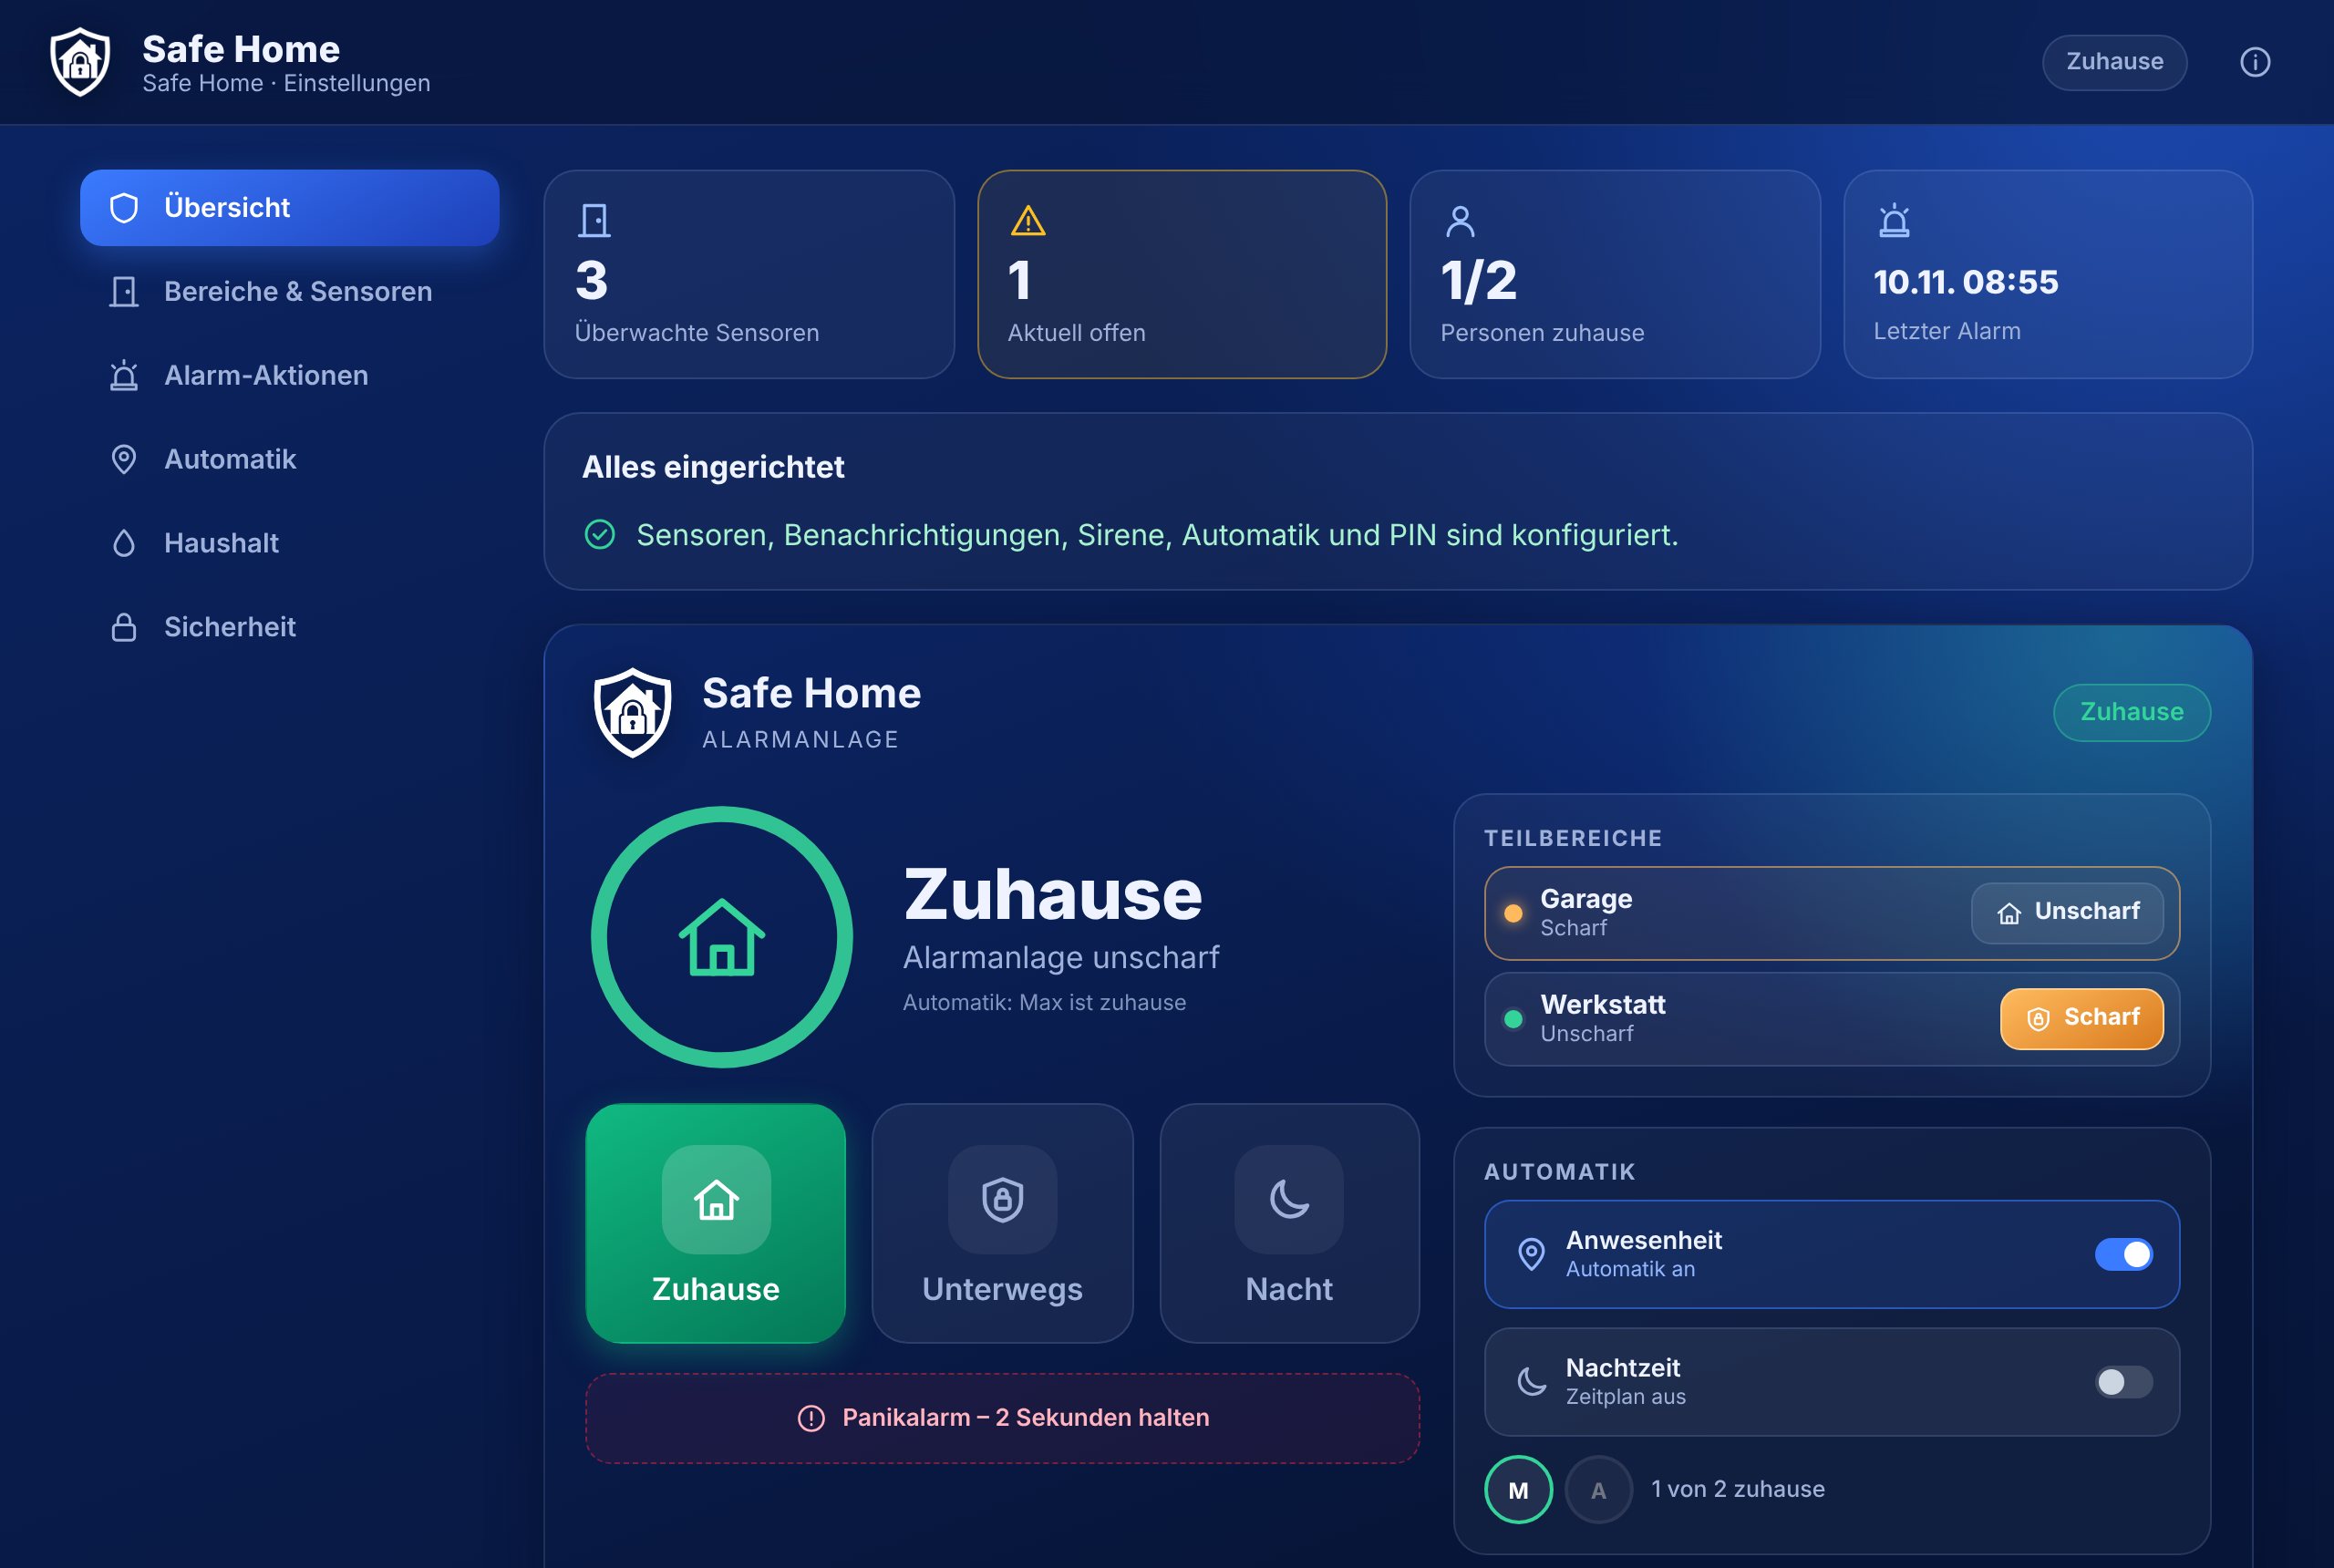 Safe Home
Safe Home · Einstellungen
Zuhause
Übersicht
Bereiche & Sensoren
Alarm-Aktionen
Automatik
Haushalt
Sicherheit
3
Überwachte Sensoren
1
Aktuell offen
1/2
Personen zuhause
10.11. 08:55
Letzter Alarm
Alles eingerichtet
Sensoren, Benachrichtigungen, Sirene, Automatik und PIN sind konfiguriert.
Safe Home
ALARMANLAGE
Zuhause
Zuhause
Alarmanlage unscharf
Automatik: Max ist zuhause
Zuhause
Unterwegs
Nacht
Panikalarm – 2 Sekunden halten
TEILBEREICHE
Garage
Scharf
Unscharf
Werkstatt
Unscharf
Scharf
AUTOMATIK
Anwesenheit
Automatik an
Nachtzeit
Zeitplan aus
M
A
1 von 2 zuhause